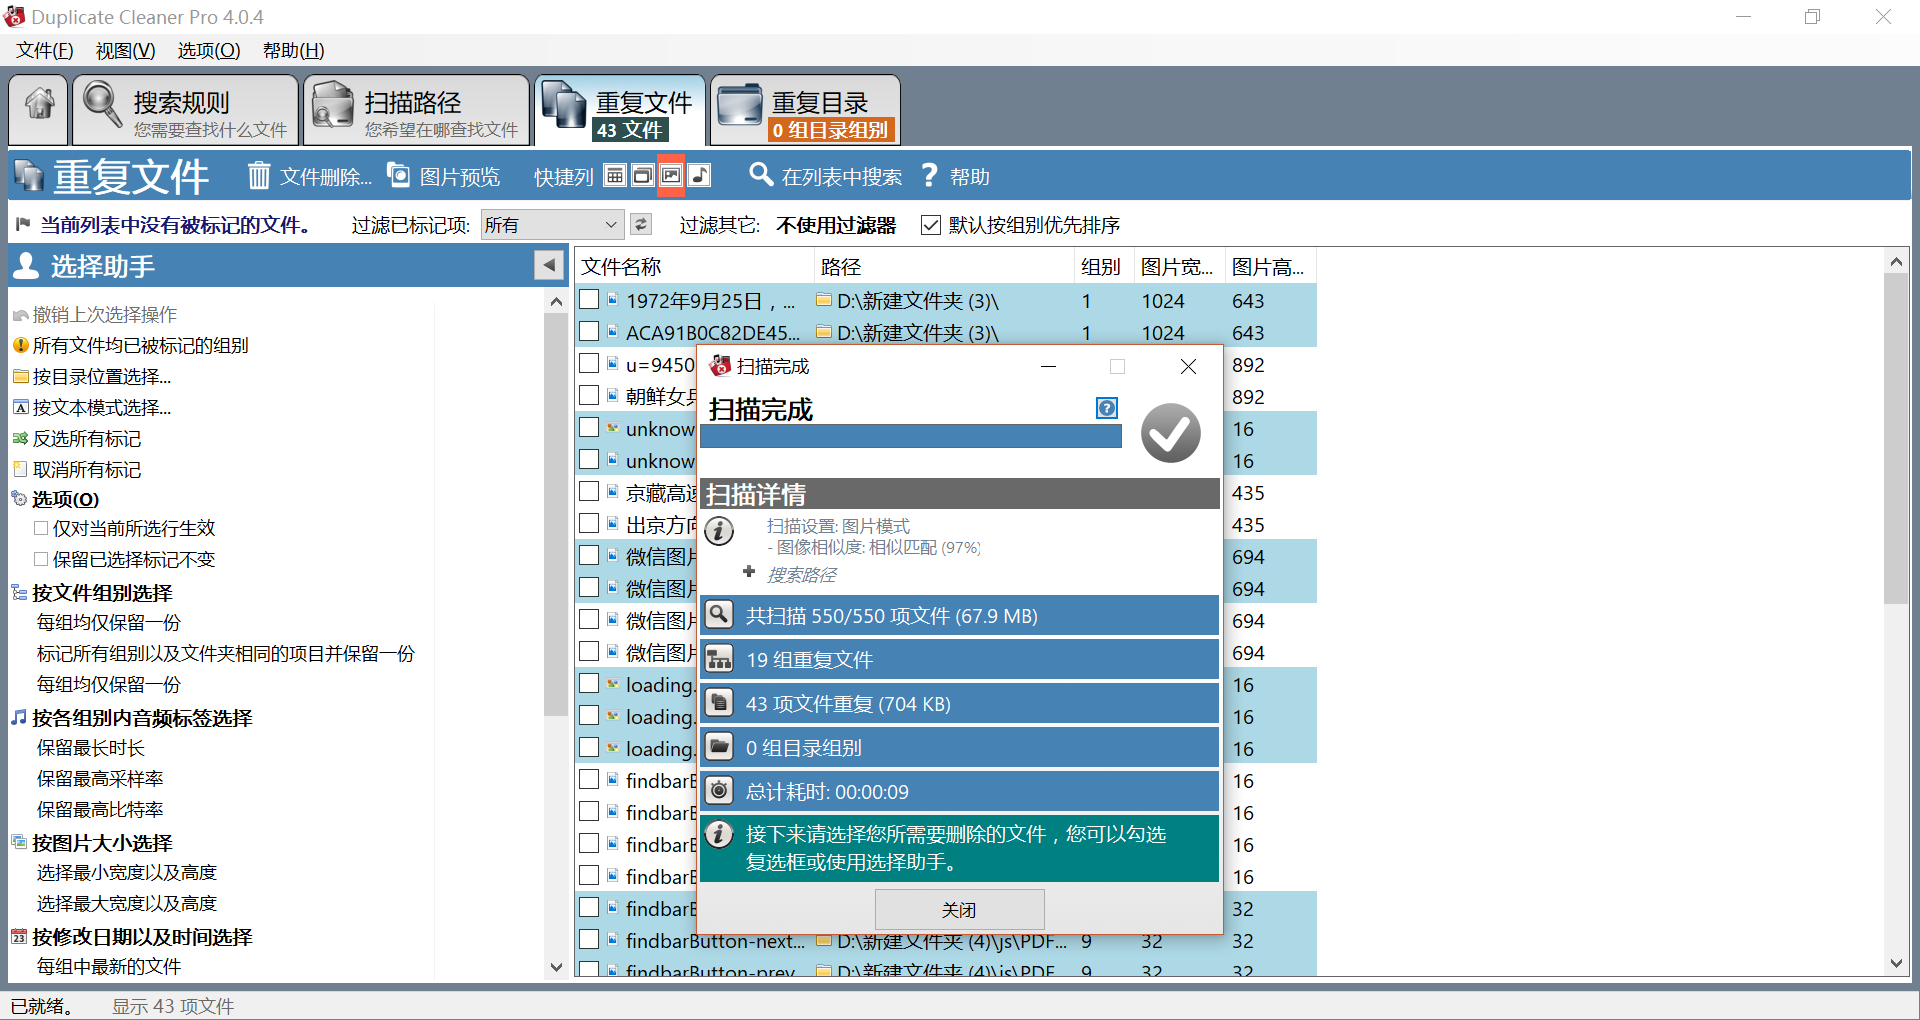 Duplicate Cleaner Pro 4.0.4
文件(F) 视图(V) 选项(O) 帮助(H)
搜索规则
您需要查找什么文件
扫描路径
您希望在哪查找文件
重复文件
43 文件
重复目录
0 组目录组别
重复文件 文件删除... 图片预览 快捷列 在列表中搜索 ? 帮助
当前列表中没有被标记的文件。 过滤已标记项: 所有 过滤其它: 不使用过滤器 默认按组别优先排序
选择助手
撤销上次选择操作
所有文件均已被标记的组别
按目录位置选择...
按文本模式选择...
反选所有标记
取消所有标记
选项(O)
仅对当前所选行生效
保留已选择标记不变
按文件组别选择
每组均仅保留一份
标记所有组别以及文件夹相同的项目并保留一份
每组均仅保留一份
按各组别内音频标签选择
保留最长时长
保留最高采样率
保留最高比特率
按图片大小选择
选择最小宽度以及高度
选择最大宽度以及高度
23 按修改日期以及时间选择
每组中最新的文件
文件名称 路径 组别 图片宽... 图片高...
1972年9月25日，... D:\新建文件夹 (3)\ 1 1024 643
ACA91B0C82DE45... D:\新建文件夹 (3)\ 1 1024 643
u=9450 892
朝鲜女兵 892
unknow 16
unknow 16
京藏高速 435
出京方向 435
微信图片 694
微信图片 694
微信图片 694
微信图片 694
loading. 16
loading. 16
loading. 16
findbarB 16
findbarB 16
findbarB 16
findbarB 16
findbarB 32
findbarButton-next... D:\新建文件夹 (4)\js\PDF... 9 32 32
findbarButton-prev D:\新建文件夹 (4)\js\PDF 9 32 32
扫描完成
扫描完成
扫描详情
扫描设置: 图片模式
- 图像相似度: 相似匹配 (97%)
搜索路径
共扫描 550/550 项文件 (67.9 MB)
19 组重复文件
43 项文件重复 (704 KB)
0 组目录组别
总计耗时: 00:00:09
接下来请选择您所需要删除的文件，您可以勾选
复选框或使用选择助手。
关闭
已就绪。 显示 43 项文件